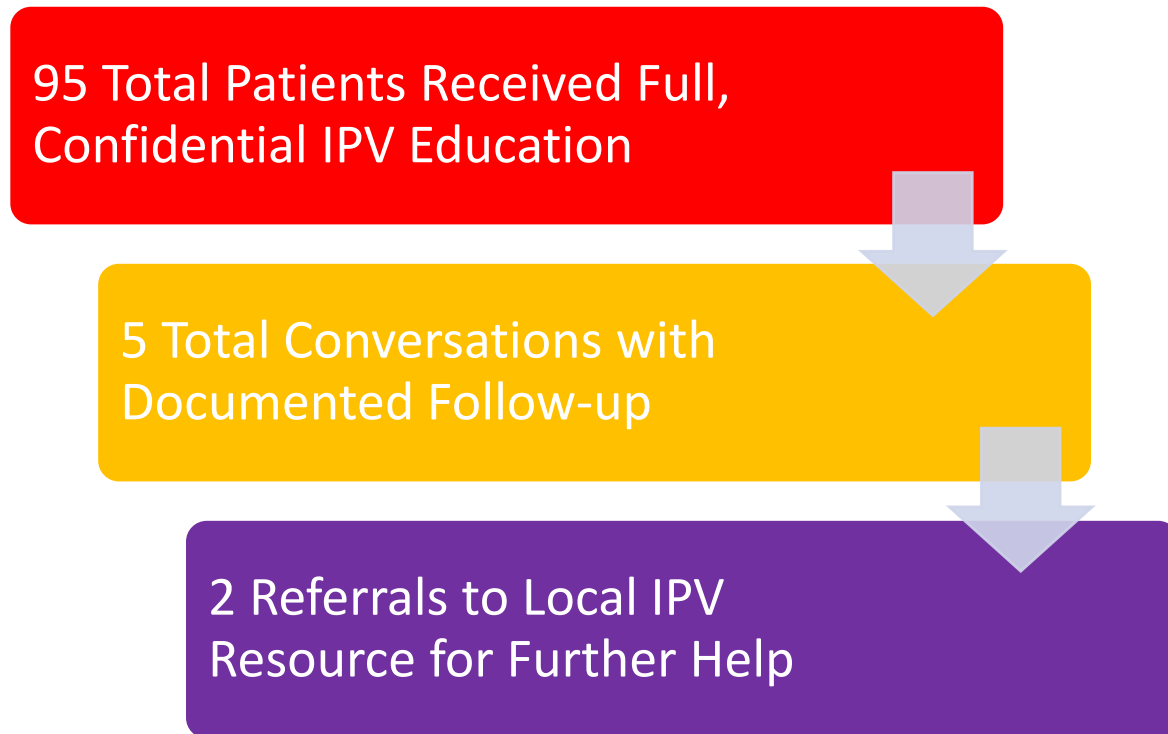 95 Total Patients Received Full,
Confidential IPV Education
5 Total Conversations with
Documented Follow-up
2 Referrals to Local IPV
Resource for Further Help